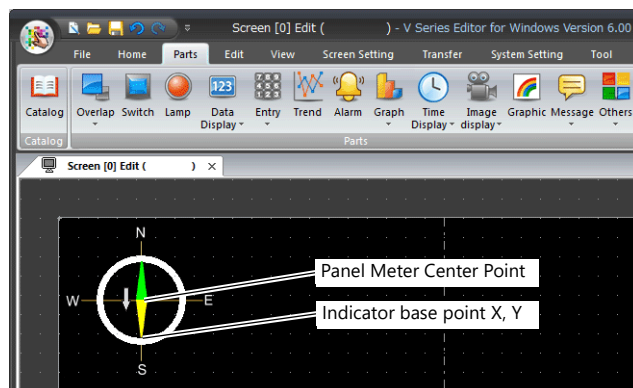 Screen [0] Edit ( ) - V Series Editor for Windows Version 6.00
File Home Parts Edit View Screen Setting Transfer System Setting Tool
123
Catalog Overlap Switch Lamp Data Display Entry Trend Alarm Graph Time Display Image display Graphic Message Others
Catalog Parts
Screen [0] Edit ( ) ×
N
Panel Meter Center Point
W E
Indicator base point X, Y
S